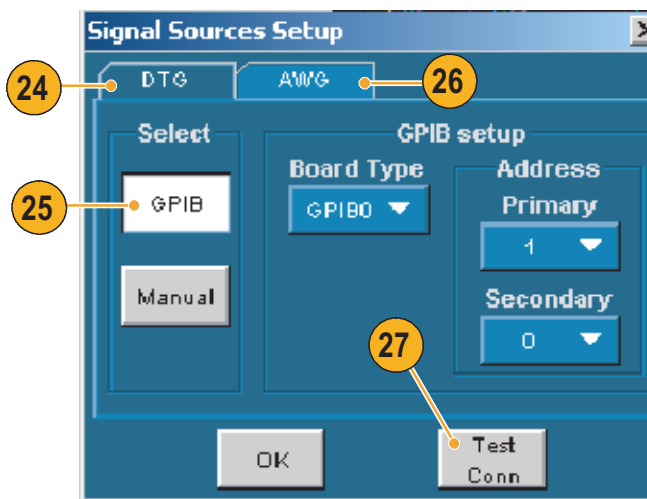 Signal Sources Setup
24
DTG
AWG
26
Select
GPIB setup
25
GPIB
Board Type
GPIB0
Address
Primary
1
Manual
Secondary
0
27
OK
Test
Conn